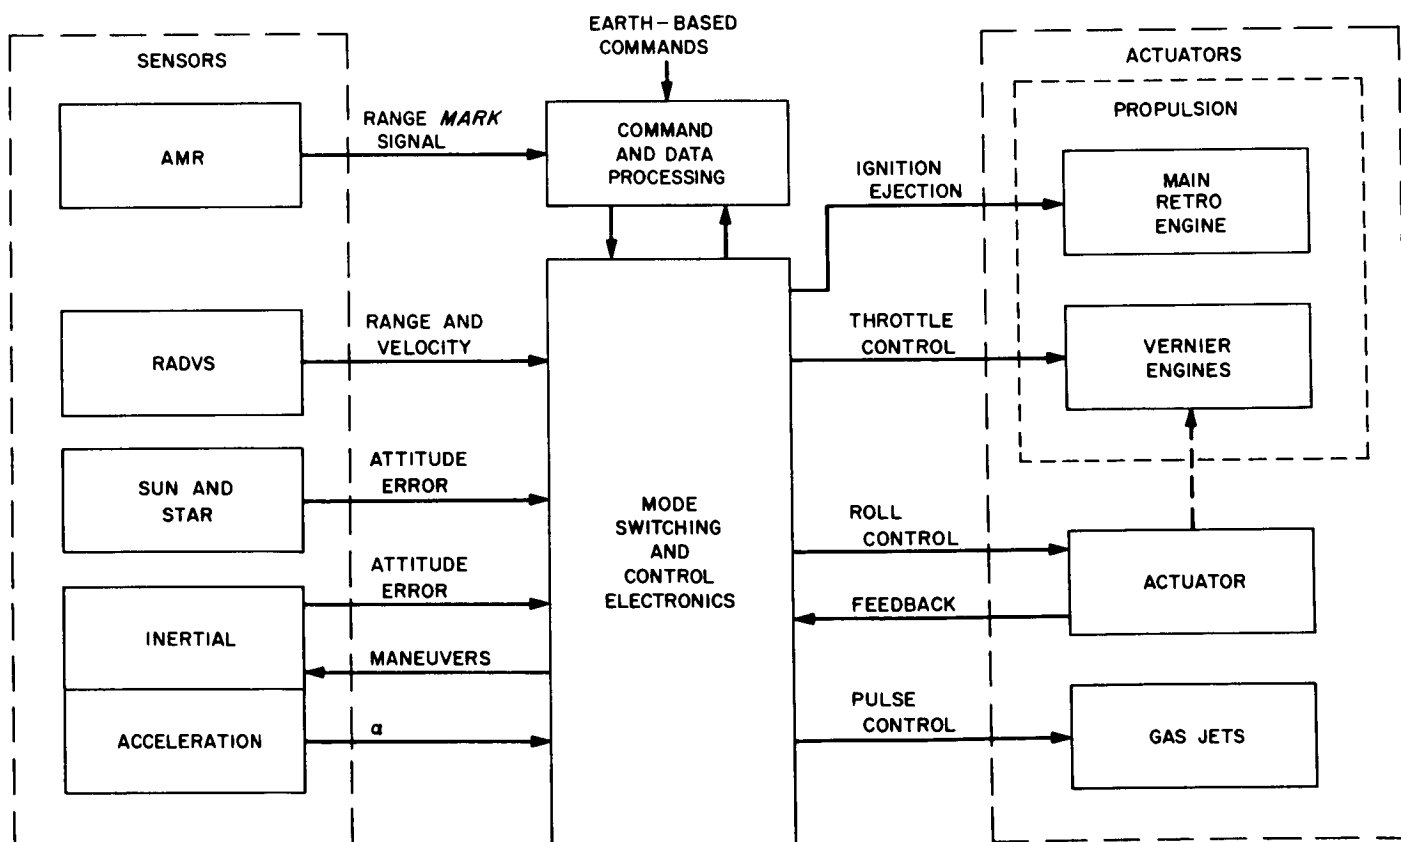 EARTH-BASED
COMMANDS
SENSORS
AMR
RANGE MARK
SIGNAL
COMMAND
AND DATA
PROCESSING
RADVS
RANGE AND
VELOCITY
SUN AND
STAR
ATTITUDE
ERROR
INERTIAL
ATTITUDE
ERROR
MANEUVERS
ACCELERATION
α
MODE
SWITCHING
AND
CONTROL
ELECTRONICS
ACTUATORS
PROPULSION
IGNITION
EJECTION
MAIN
RETRO
ENGINE
THROTTLE
CONTROL
VERNIER
ENGINES
ROLL
CONTROL
ACTUATOR
FEEDBACK
PULSE
CONTROL
GAS JETS